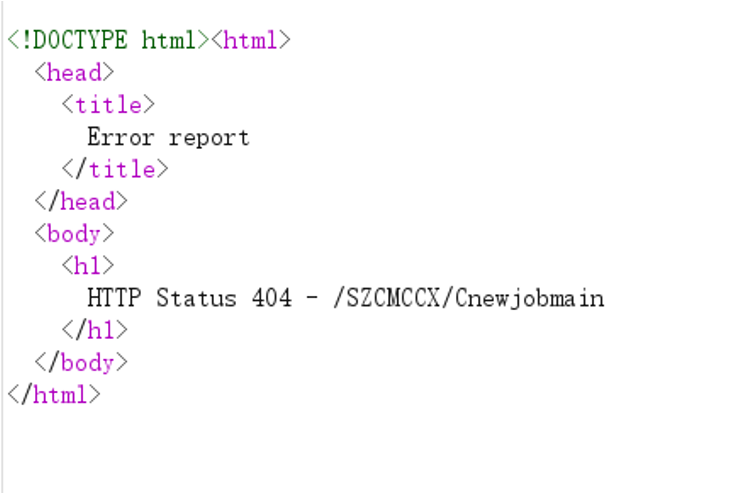 <!DOCTYPE html><html>
<head>
<title>
Error report
</title>
</head>
<body>
<h1>
HTTP Status 404 - /SZCMCCX/Cnewjobmain
</h1>
</body>
</html>